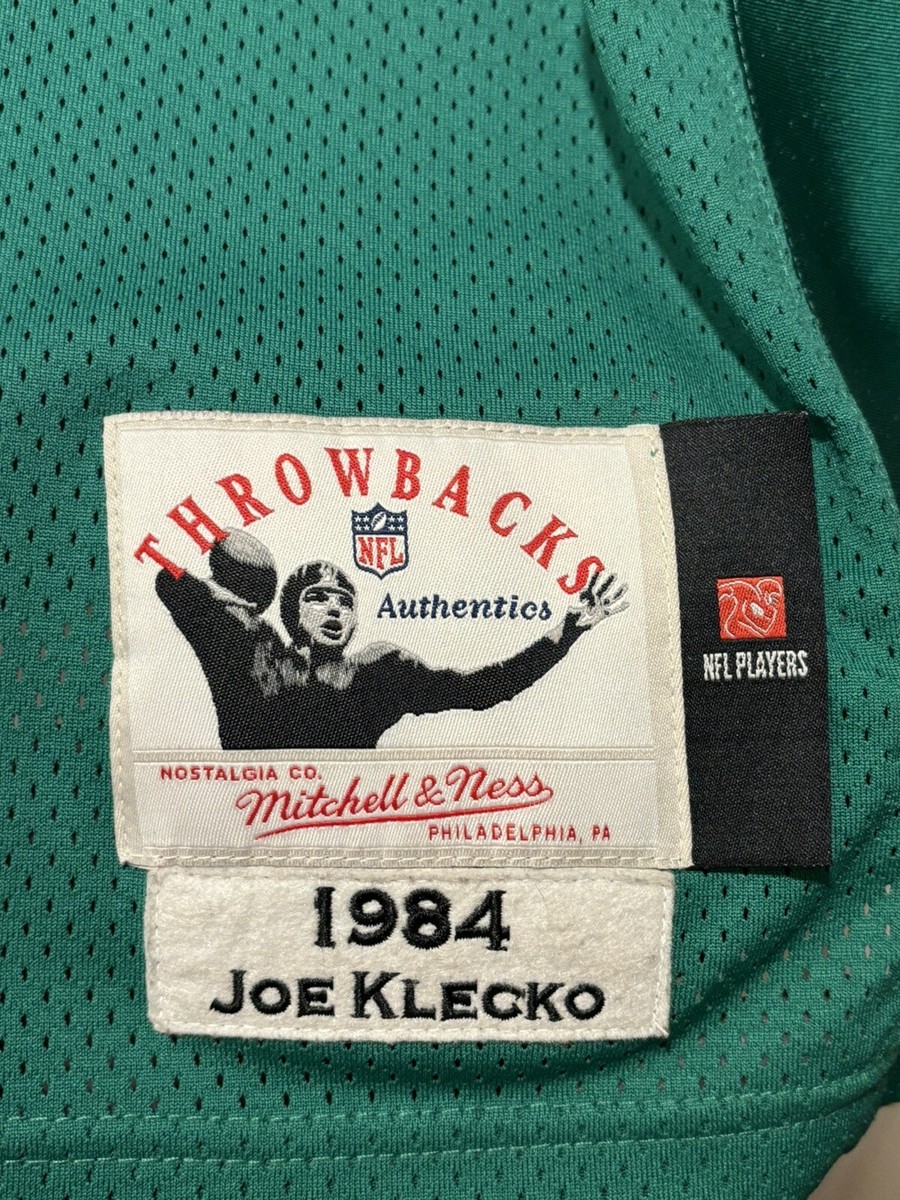 THROWBACKS
NFL
Authentics
NFL PLAYERS
NOSTALGIA CO.
Mitchell & Ness
PHILADELPHIA, PA
1984
JOE KLECKO